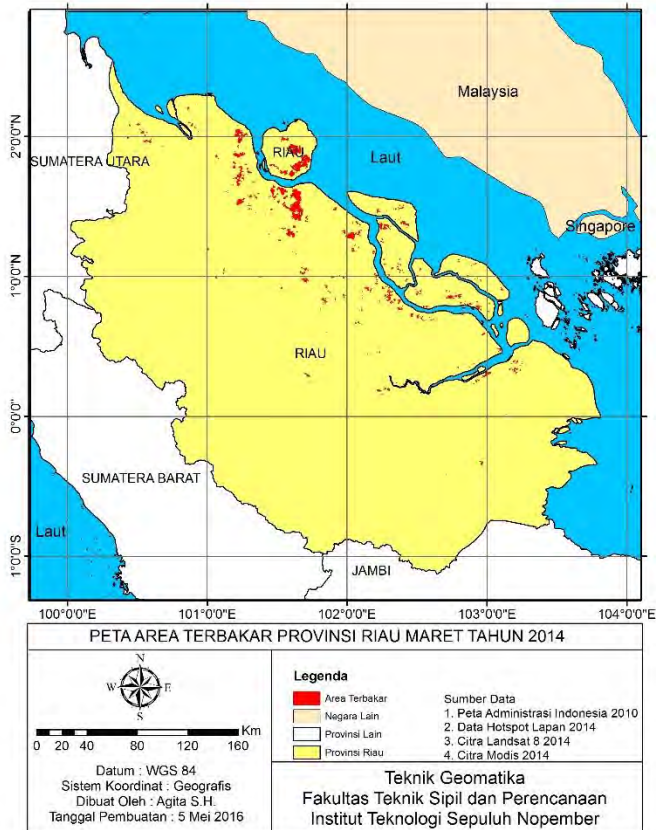 Malaysia
2°0'0"N
RIAU
SUMATERA UTARA
Laut
Singapore
1°0'0"N
RIAU
0°0'0"
SUMATERA BARAT
Laut
1°0'0"S
JAMBI
100°0'0"E
101°0'0"E
102°0'0"E
103°0'0"E
104°0'0"E
PETA AREA TERBAKAR PROVINSI RIAU MARET TAHUN 2014
N
W E
S
Km
0 10 20 40 80 120 160
Datum : WGS 84
Sistem Koordinat : Geografis
Dibuat Oleh : Agita S.H.
Tanggal Pembuatan : 5 Mei 2016
Legenda
Area Terbakar
Negara Lain
Provinsi Lain
Provinsi Riau
Sumber Data
1. Peta Administrasi Indonesia 2010
2. Data Hotspot Lapan 2014
3. Citra Landsat 8 2014
4. Citra Modis 2014
Teknik Geomatika
Fakultas Teknik Sipil dan Perencanaan
Institut Teknologi Sepuluh Nopember